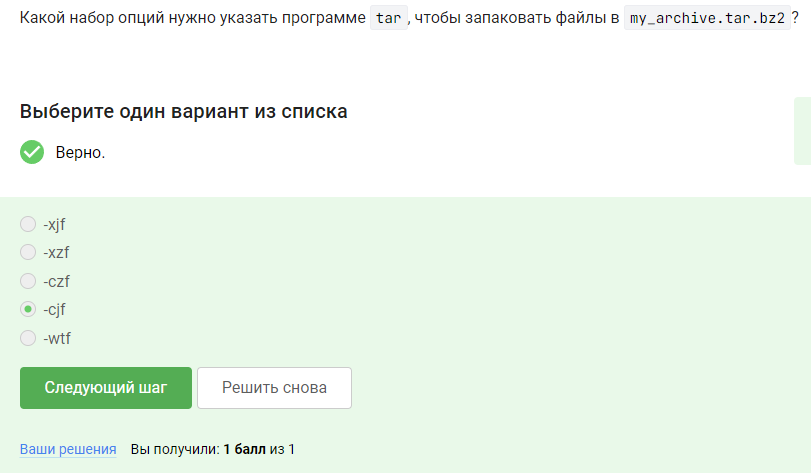 Какой набор опций нужно указать программе tar, чтобы запаковать файлы в my_archive.tar.bz2?
Выберите один вариант из списка
Верно.
-xjf
-xzf
-czf
-cjf
-wtf
Следующий шаг Решить снова
Ваши решения Вы получили: 1 балл из 1